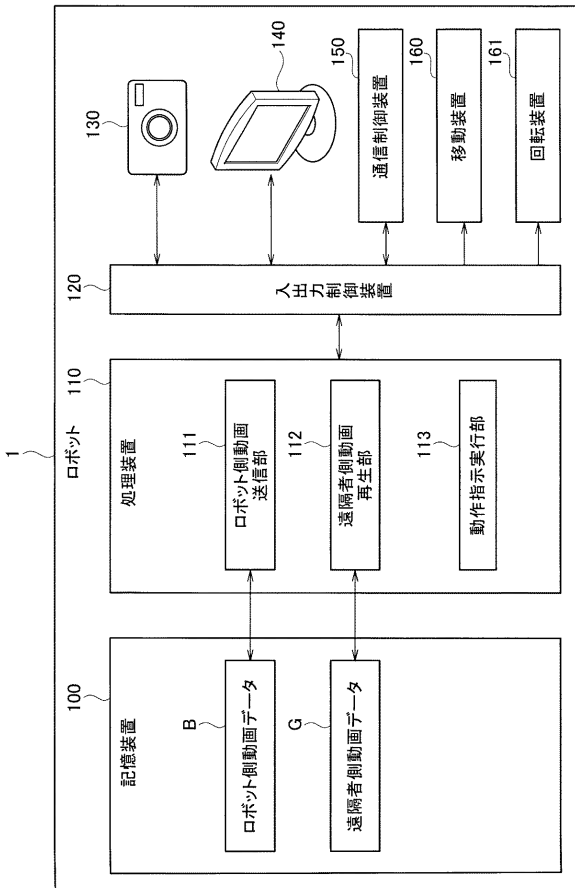 1
ロボット
100
記憶装置
B
ロボット側動画データ
G
遠隔者側動画データ
110
処理装置
111
ロボット側動画
送信部
112
遠隔者側動画
再生部
113
動作指示実行部
120
入出力制御装置
130
140
150
通信制御装置
160
移動装置
161
回転装置